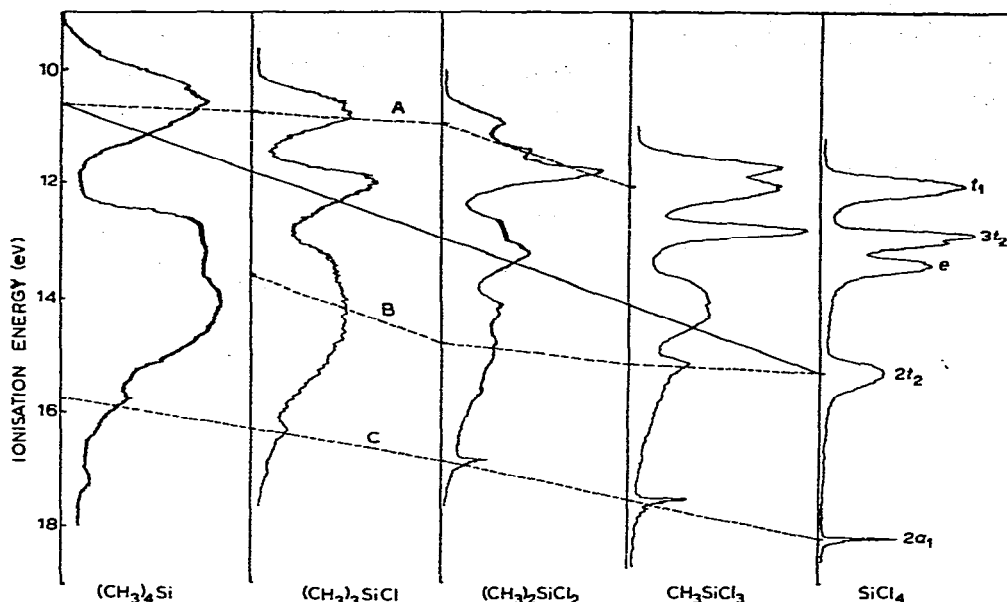 IONISATION ENERGY (eV)
10
12
14
16
18
A
B
C
t₁
3t₂
e
2t₂
2a₁
(CH₃)₄Si
(CH₃)₃SiCl
(CH₃)₂SiCl₂
CH₃SiCl₃
SiCl₄